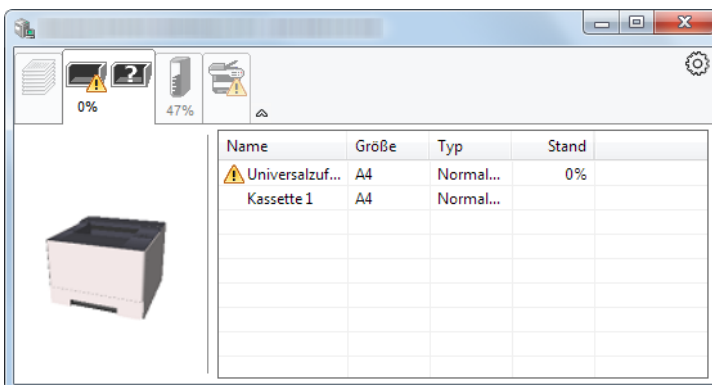 0%
47%
Name Größe Typ Stand
Universalzuf... A4 Normal... 0%
Kassette 1 A4 Normal...